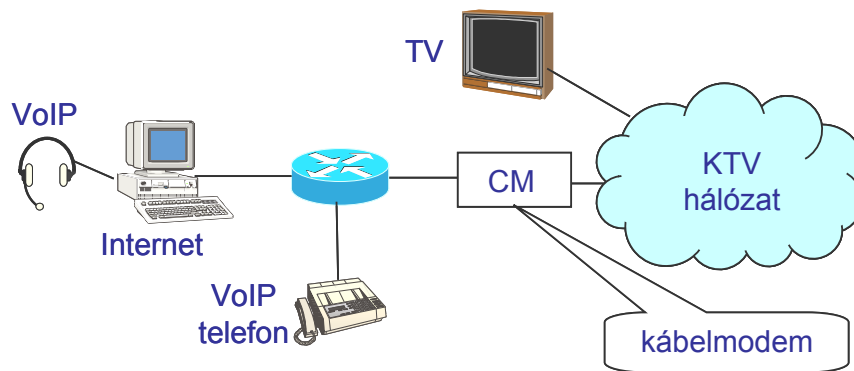 TV
VoIP
KTV
hálózat
CM
Internet
VoIP
telefon
kábelmodem